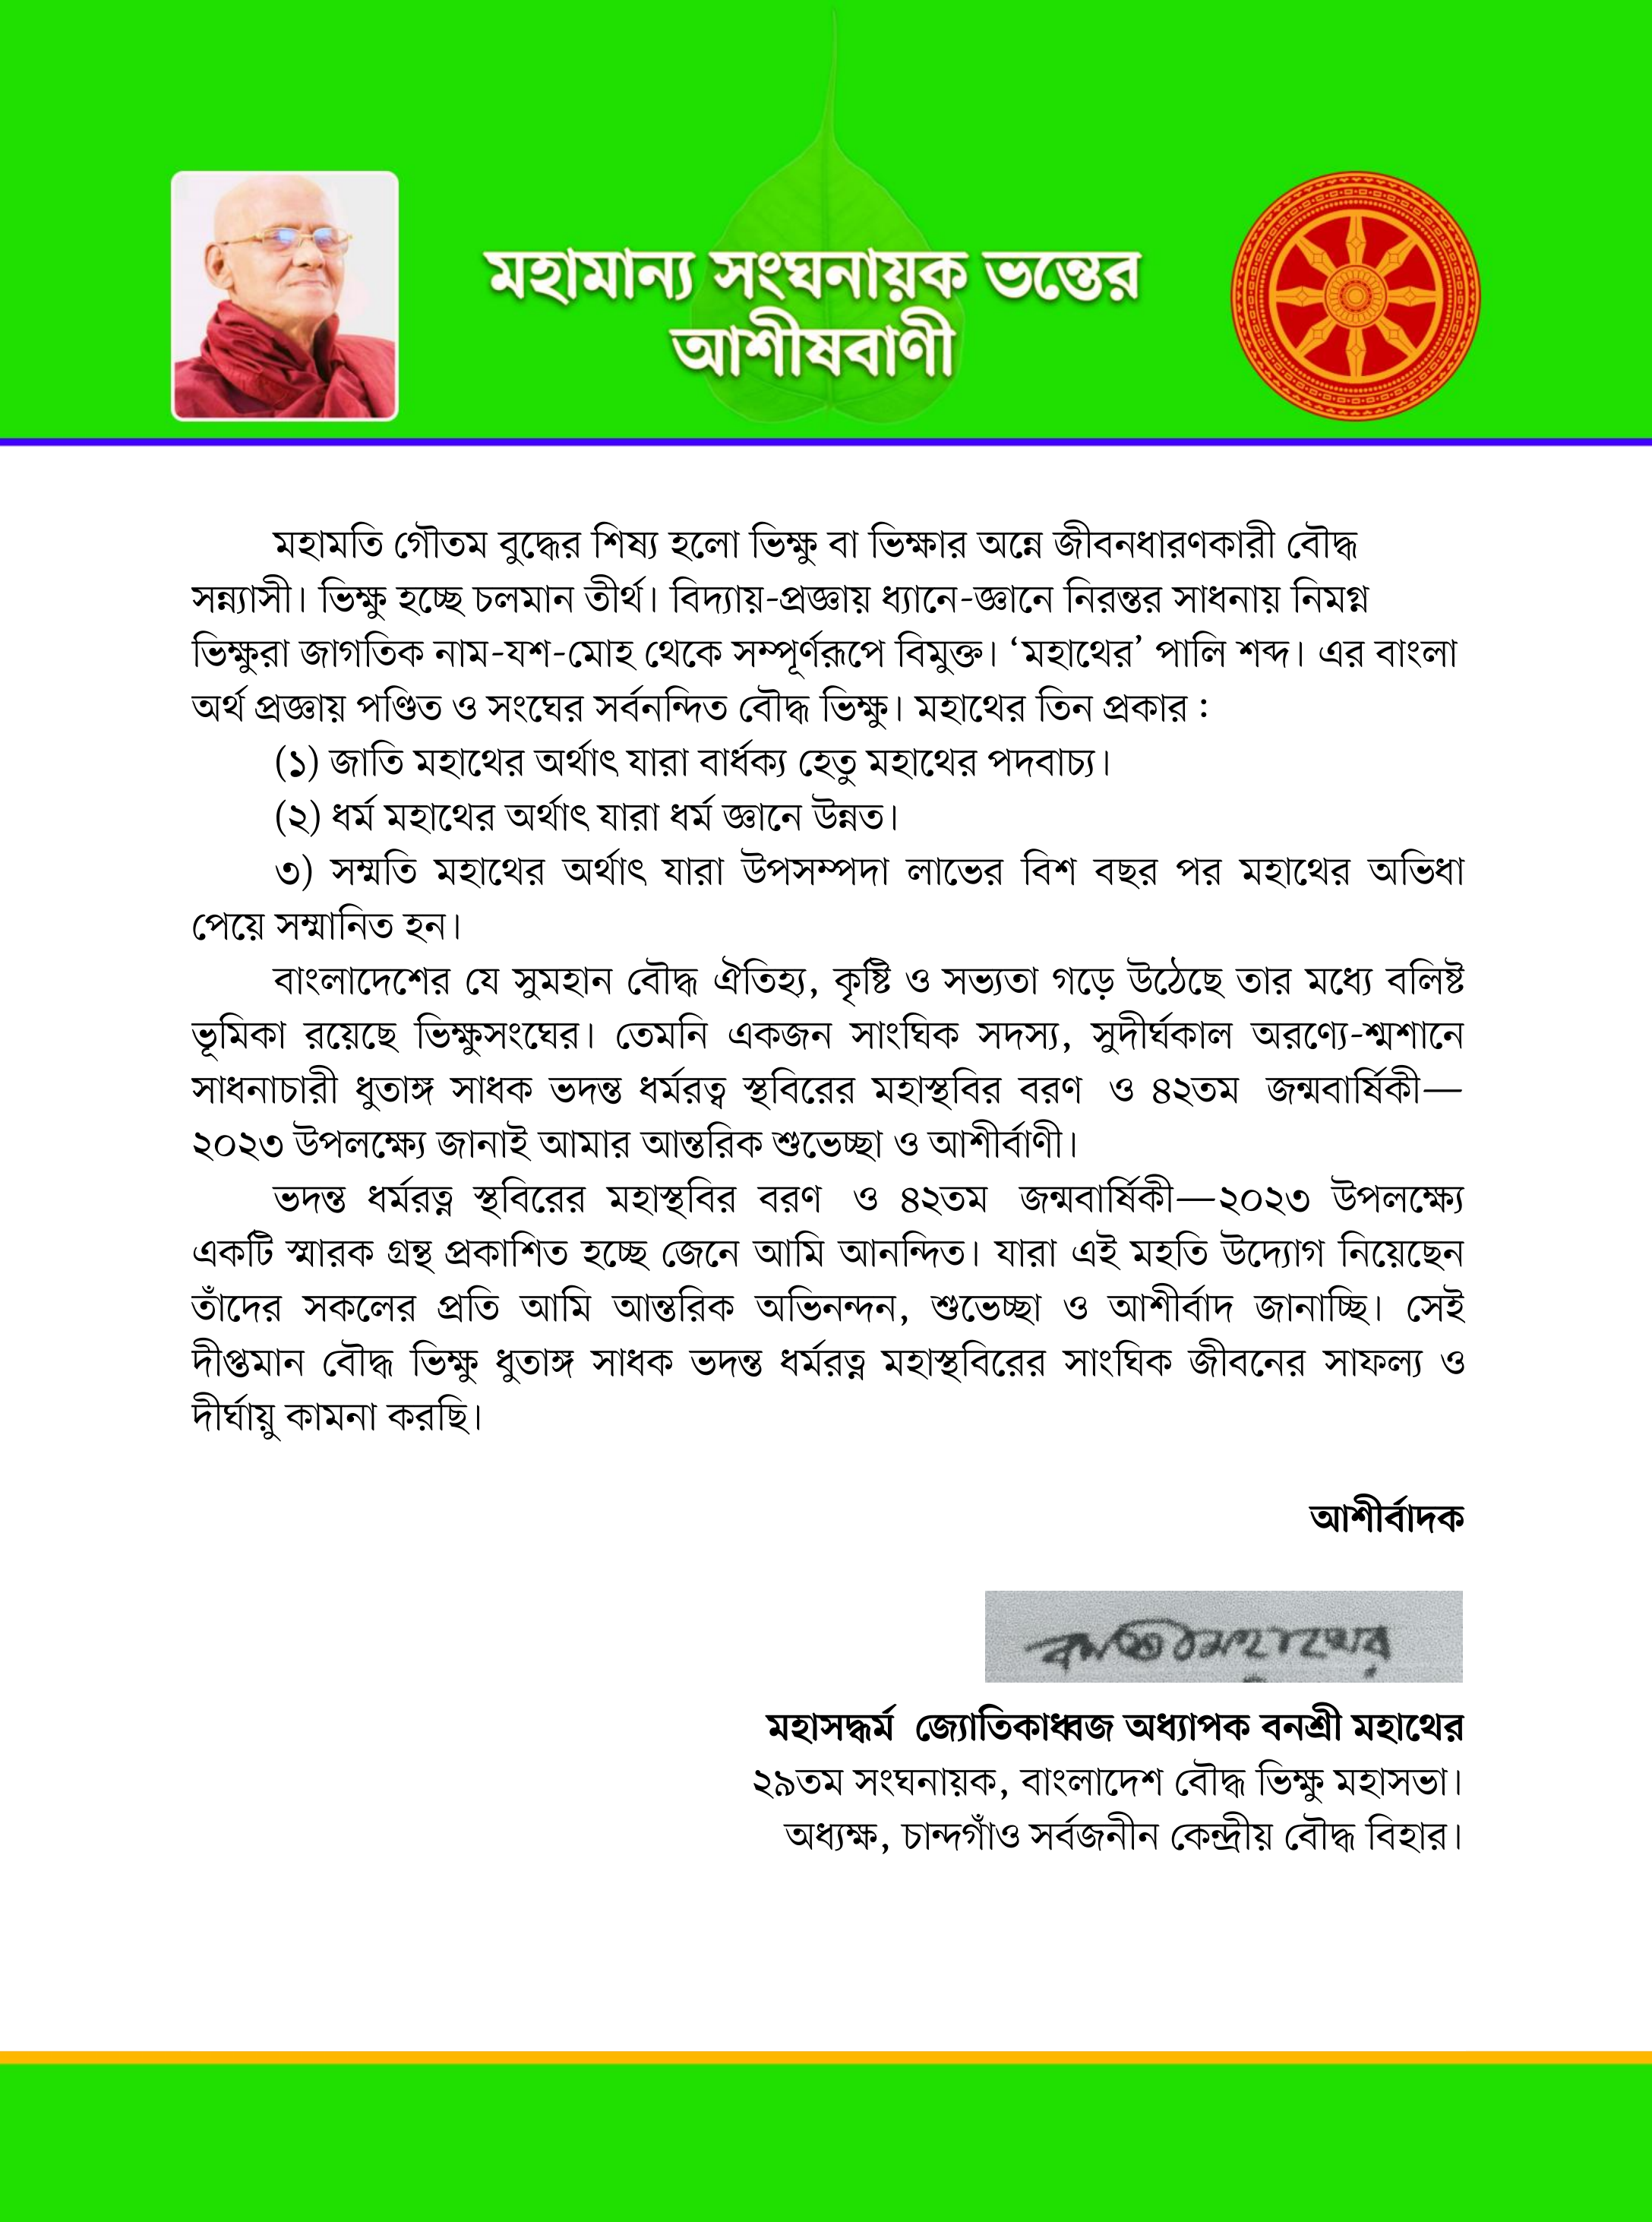 মহামান্য সংঘনায়ক ভন্তের
আশীষবাণী
মহামতি গৌতম বুদ্ধের শিষ্য হলো ভিক্ষু বা ভিক্ষার অন্নে জীবনধারণকারী বৌদ্ধ
সন্ন্যাসী। ভিক্ষু হচ্ছে চলমান তীর্থ। বিদ্যায়-প্রজ্ঞায় ধ্যানে-জ্ঞানে নিরন্তর সাধনায় নিমগ্ন
ভিক্ষুরা জাগতিক নাম-যশ-মোহ থেকে সম্পূর্ণরূপে বিমুক্ত। ‘মহাথের’ পালি শব্দ। এর বাংলা
অর্থ প্রজ্ঞায় পণ্ডিত ও সংঘের সর্বনন্দিত বৌদ্ধ ভিক্ষু। মহাথের তিন প্রকার :
(১) জাতি মহাথের অর্থাৎ যারা বার্ধক্য হেতু মহাথের পদবাচ্য।
(২) ধর্ম মহাথের অর্থাৎ যারা ধর্ম জ্ঞানে উন্নত।
৩) সম্মতি মহাথের অর্থাৎ যারা উপসম্পদা লাভের বিশ বছর পর মহাথের অভিধা
পেয়ে সম্মানিত হন।
বাংলাদেশের যে সুমহান বৌদ্ধ ঐতিহ্য, কৃষ্টি ও সভ্যতা গড়ে উঠেছে তার মধ্যে বলিষ্ট
ভূমিকা রয়েছে ভিক্ষুসংঘের। তেমনি একজন সাংঘিক সদস্য, সুদীর্ঘকাল অরণ্যে-শ্মশানে
সাধনাচারী ধুতাঙ্গ সাধক ভদন্ত ধর্মরত্ন স্থবিরের মহাস্থবির বরণ ও ৪২তম জন্মবার্ষিকী—
২০২৩ উপলক্ষ্যে জানাই আমার আন্তরিক শুভেচ্ছা ও আশীর্বাণী।
ভদন্ত ধর্মরত্ন স্থবিরের মহাস্থবির বরণ ও ৪২তম জন্মবার্ষিকী—২০২৩ উপলক্ষ্যে
একটি স্মারক গ্রন্থ প্রকাশিত হচ্ছে জেনে আমি আনন্দিত। যারা এই মহতি উদ্যোগ নিয়েছেন
তাঁদের সকলের প্রতি আমি আন্তরিক অভিনন্দন, শুভেচ্ছা ও আশীর্বাদ জানাচ্ছি। সেই
দীপ্তমান বৌদ্ধ ভিক্ষু ধুতাঙ্গ সাধক ভদন্ত ধর্মরত্ন মহাস্থবিরের সাংঘিক জীবনের সাফল্য ও
দীর্ঘায়ু কামনা করছি।
আশীর্বাদক
মহাসদ্ধর্ম জ্যোতিকাধ্বজ অধ্যাপক বনশ্রী মহাথের
২৯তম সংঘনায়ক, বাংলাদেশ বৌদ্ধ ভিক্ষু মহাসভা।
অধ্যক্ষ, চান্দগাঁও সর্বজনীন কেন্দ্রীয় বৌদ্ধ বিহার।